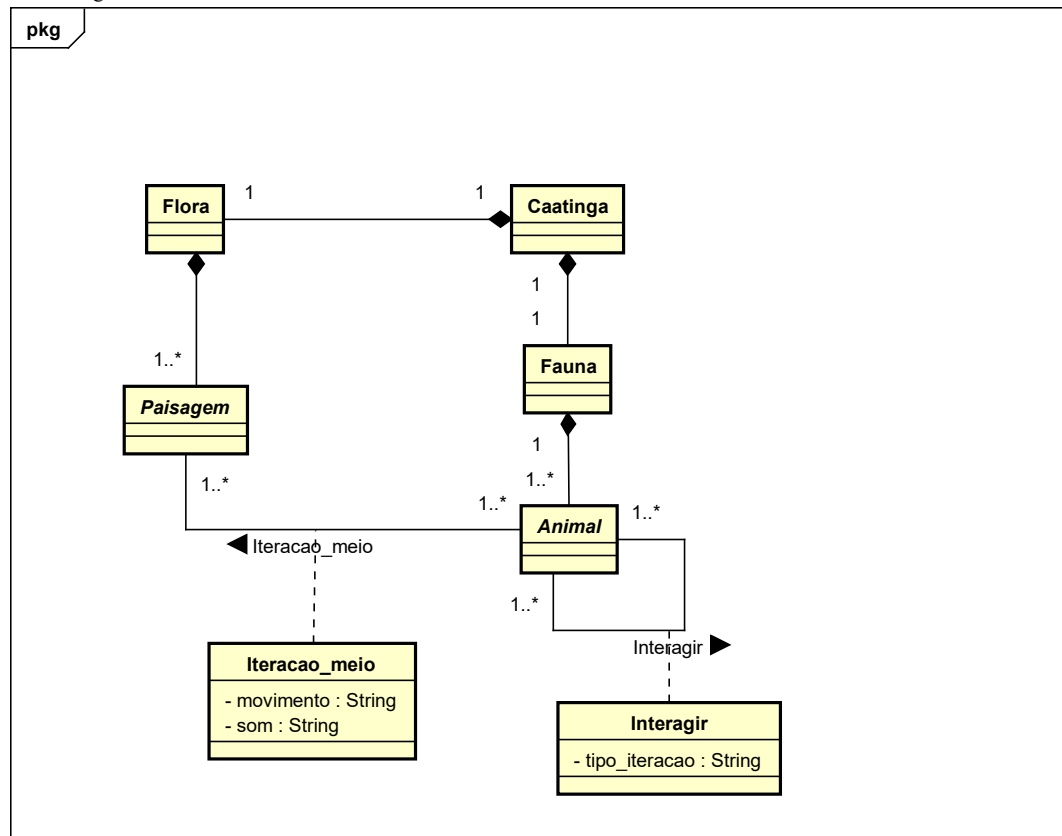 pkg
1
1
Flora
Caatinga
1
1
1..*
Fauna
Paisagem
1
1..*
1..*
1..*
Animal
1..*
Iteracao_meio
1..*
Interagir
Iteracao_meio
- movimento : String
- som : String
Interagir
- tipo_iteracao : String